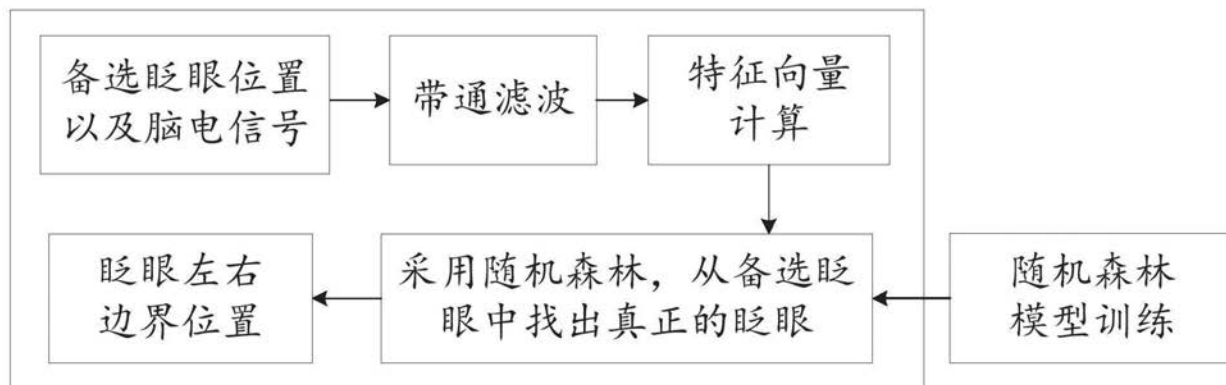 备选眨眼位置
以及脑电信号
带通滤波
特征向量
计算
眨眼左右
边界位置
采用随机森林，从备选眨
眼中找出真正的眨眼
随机森林
模型训练